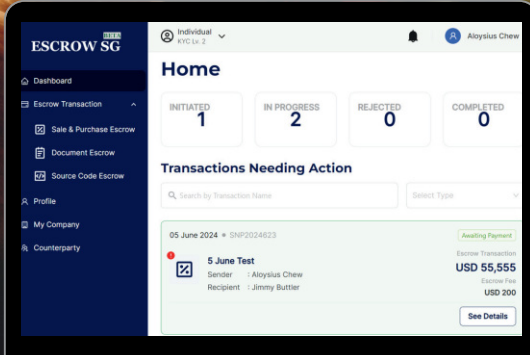 BETA
ESCROW SG
Individual
KYC Lv. 2
Aloysius Chew
Dashboard
Escrow Transaction
Sale & Purchase Escrow
Document Escrow
Source Code Escrow
Profile
My Company
Counterparty
Home
INITIATED
1
IN PROGRESS
2
REJECTED
0
COMPLETED
0
Transactions Needing Action
Search by Transaction Name
Select Type
05 June 2024 SNP2024623
Awaiting Payment
5 June Test
Sender : Aloysius Chew
Recipient : Jimmy Buttler
Escrow Transaction
USD 55,555
Escrow Fee
USD 200
See Details